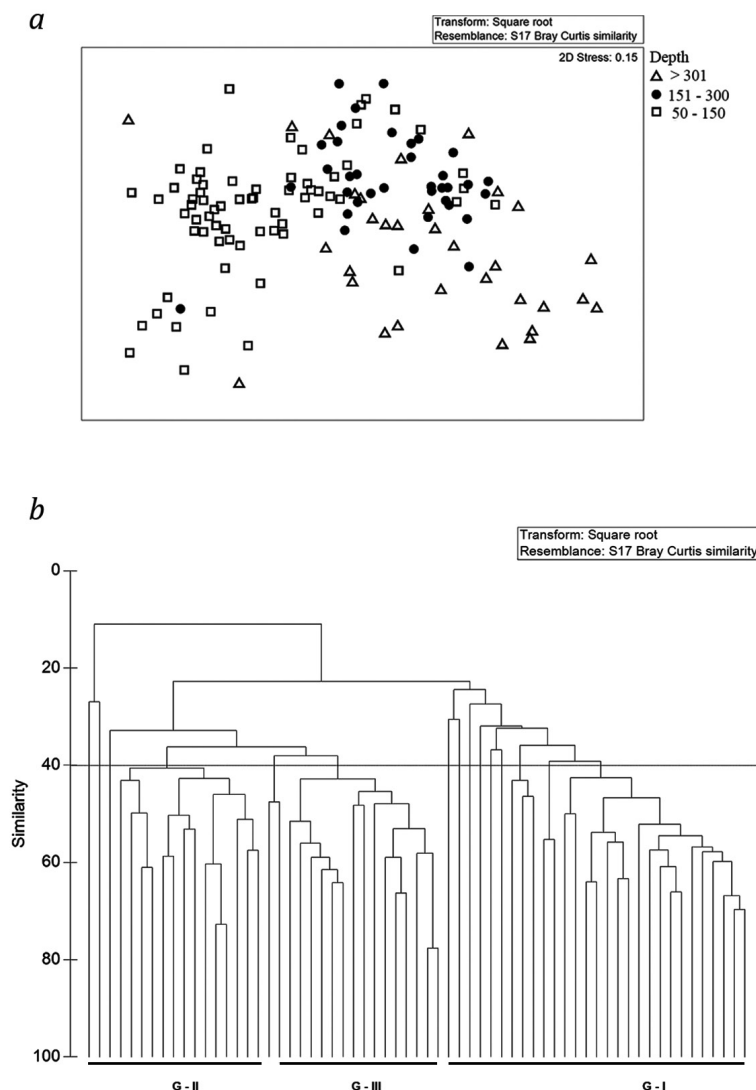 a
Transform: Square root
Resemblance: S17 Bray Curtis similarity
2D Stress: 0.15
Depth
> 301
151 - 300
50 - 150
b
Transform: Square root
Resemblance: S17 Bray Curtis similarity
0
20
40
60
80
100
Similarity
G - II
G - III
G - I